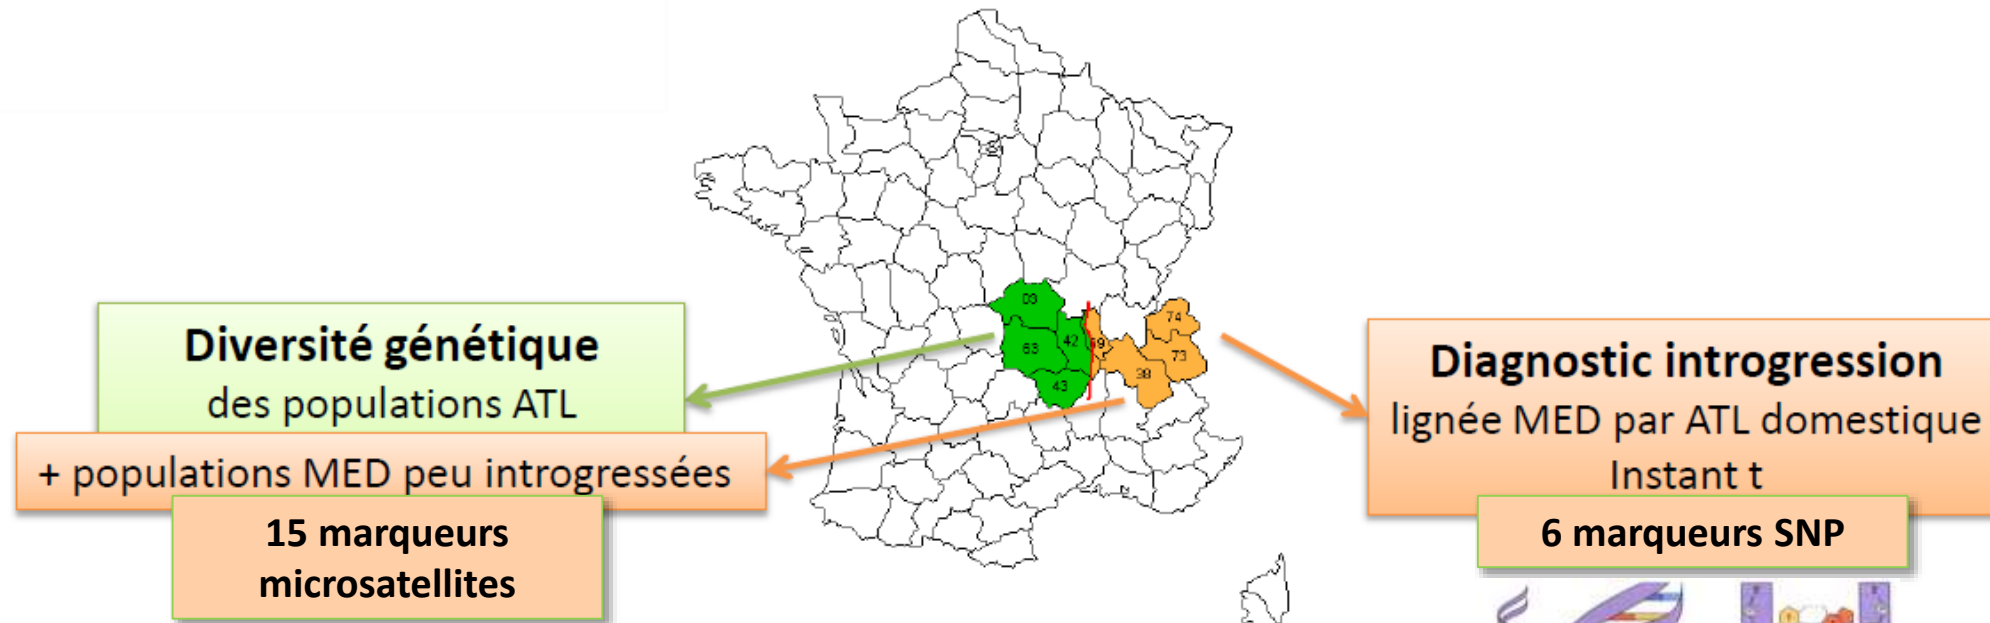 Diversité génétique
des populations ATL
+ populations MED peu introgressées
15 marqueurs
microsatellites
03
63
42
43
69
38
74
73
Diagnostic introgression
lignée MED par ATL domestique
Instant t
6 marqueurs SNP